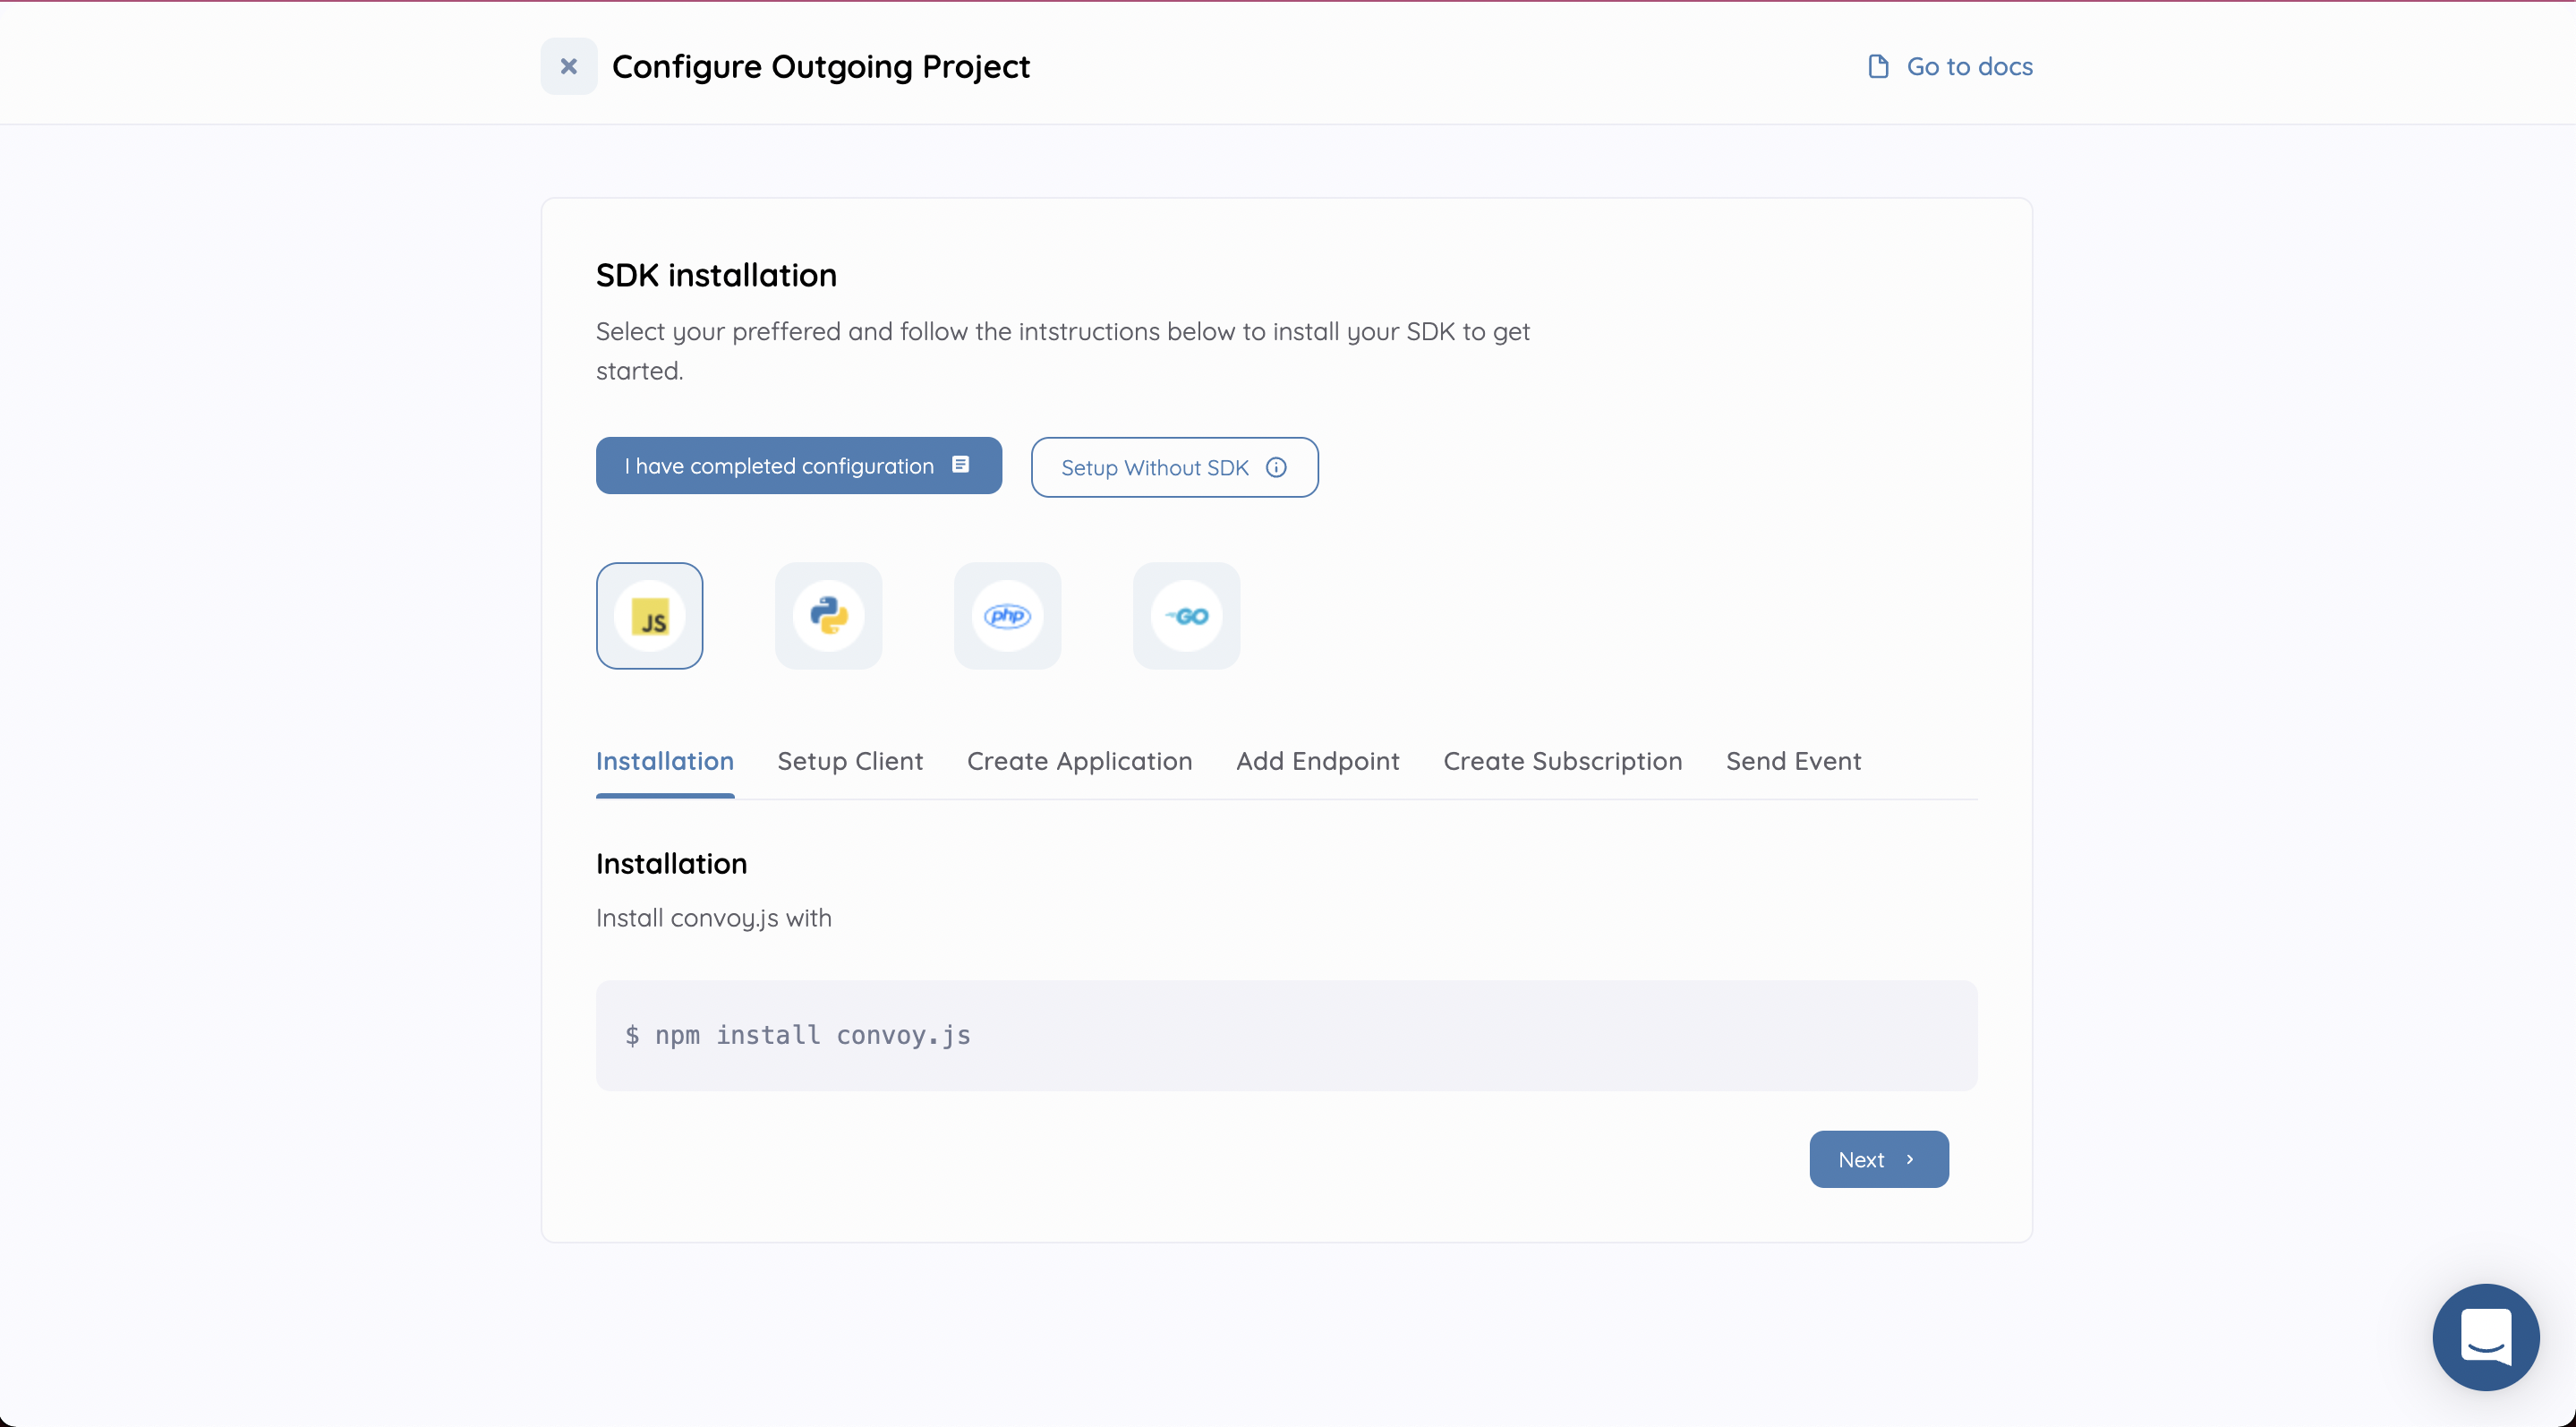 Configure Outgoing Project
Go to docs
SDK installation
Select your preffered and follow the intstructions below to install your SDK to get
started.
I have completed configuration
Setup Without SDK
JS
php
GO
Installation
Setup Client
Create Application
Add Endpoint
Create Subscription
Send Event
Installation
Install convoy.js with
$ npm install convoy.js
Next